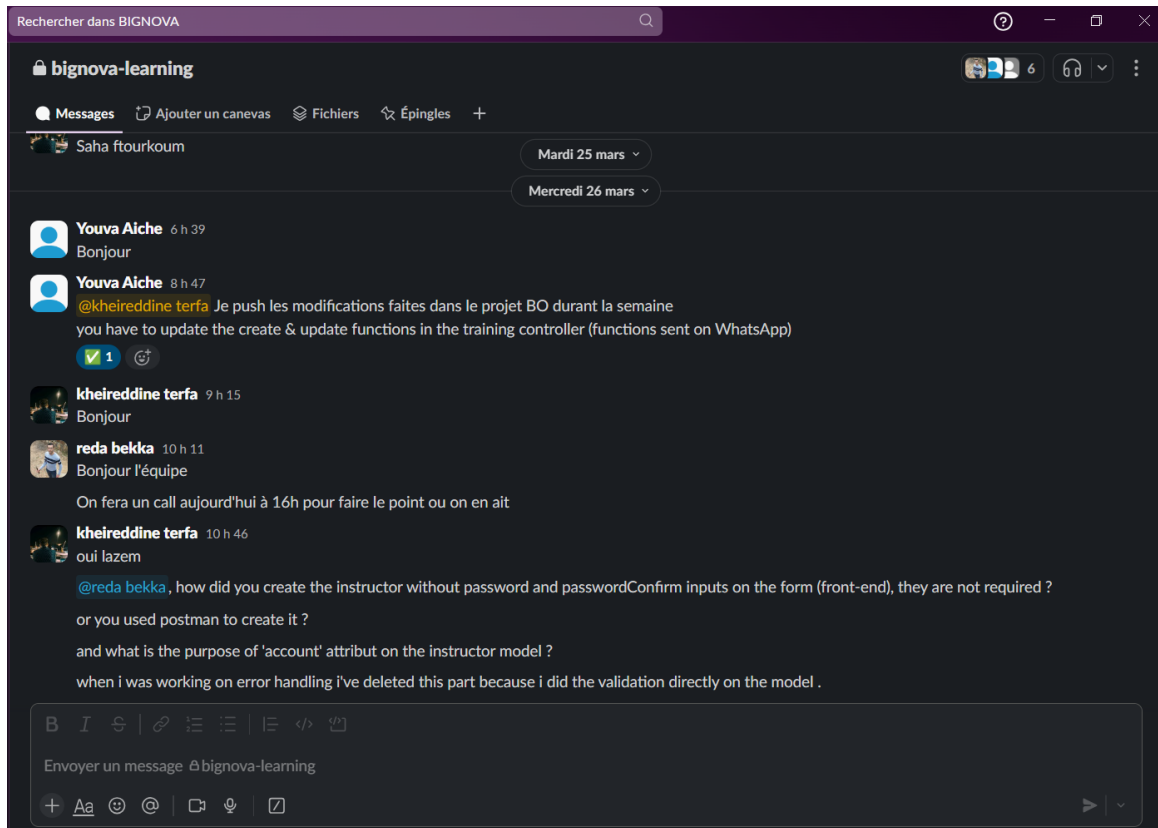 Rechercher dans BIGNOVA
bignova-learning
6
Messages Ajouter un canevas Fichiers Épingles +
Saha ftourkoum
Mardi 25 mars
Mercredi 26 mars
Youva Aiche 6 h 39
Bonjour
Youva Aiche 8 h 47
@kheireddine terfa Je push les modifications faites dans le projet BO durant la semaine
you have to update the create & update functions in the training controller (functions sent on WhatsApp)
1
kheireddine terfa 9 h 15
Bonjour
reda bekka 10 h 11
Bonjour l'équipe
On fera un call aujourd'hui à 16h pour faire le point ou on en ait
kheireddine terfa 10 h 46
oui lazem
@reda bekka, how did you create the instructor without password and passwordConfirm inputs on the form (front-end), they are not required ?
or you used postman to create it ?
and what is the purpose of 'account' attribut on the instructor model ?
when i was working on error handling i've deleted this part because i did the validation directly on the model .
B I S
Envoyer un message bignova-learning
+ Aa @